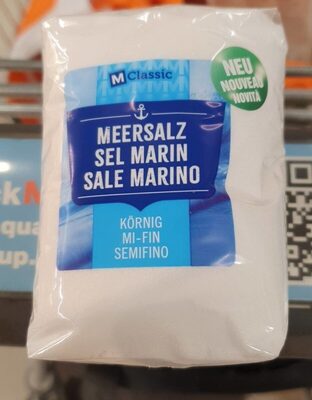 M Classic
NEU
NOUVEAU
NOVITÀ
MEERSALZ
SEL MARIN
SALE MARINO
KÖRNIG
MI-FIN
SEMIFINO